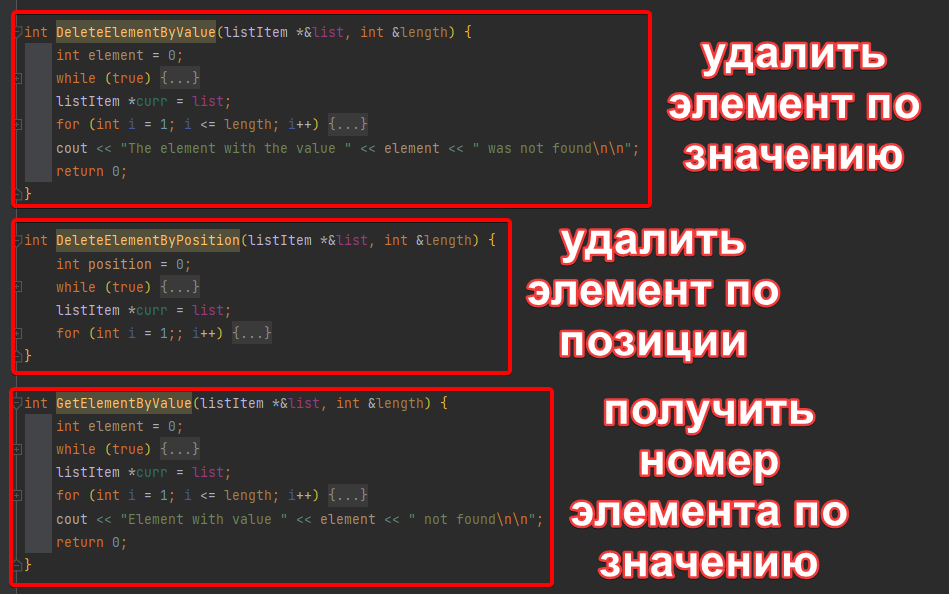 int DeleteElementByValue(listItem *&list, int &length) {
int element = 0;
while (true) {...}
listItem *curr = list;
for (int i = 1; i <= length; i++) {...}
cout << "The element with the value " << element << " was not found\n\n";
return 0;
}
удалить
элемент по
значению
int DeleteElementByPosition(listItem *&list, int &length) {
int position = 0;
while (true) {...}
listItem *curr = list;
for (int i = 1;; i++) {...}
}
удалить
элемент по
позиции
int GetElementByValue(listItem *&list, int &length) {
int element = 0;
while (true) {...}
listItem *curr = list;
for (int i = 1; i <= length; i++) {...}
cout << "Element with value " << element << " not found\n\n";
return 0;
}
получить
номер
элемента по
значению